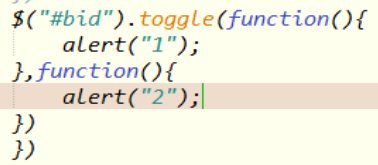 $("#bid").toggle(function(){
    alert("1");
},function(){
    alert("2");
})
})